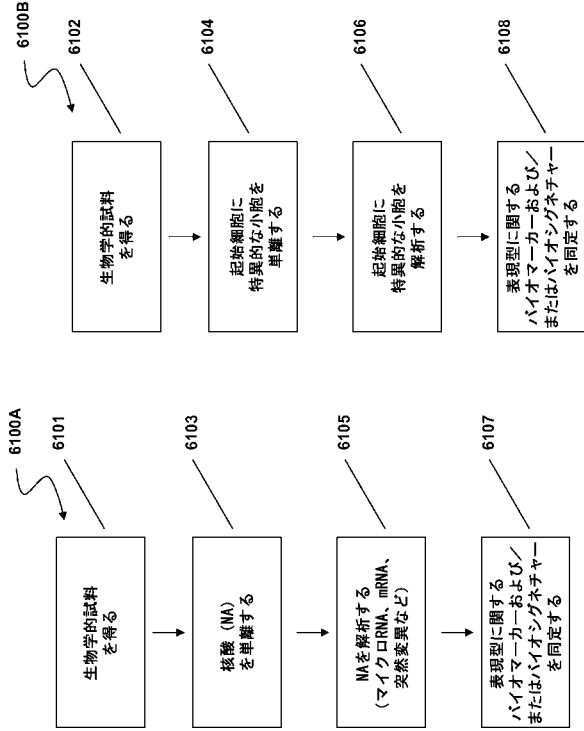 6100A
6101
生物学的試料
を得る
6103
核酸（NA）
を単離する
6105
NAを解析する
（マイクロRNA、mRNA、
突然変異など）
6107
表現型に関する
バイオマーカーおよび／
またはバイオシグネチャー
を同定する
6100B
6102
生物学的試料
を得る
6104
起始細胞に
特異的な小胞を
単離する
6106
起始細胞に
特異的な小胞を
解析する
6108
表現型に関する
バイオマーカーおよび／
またはバイオシグネチャー
を同定する